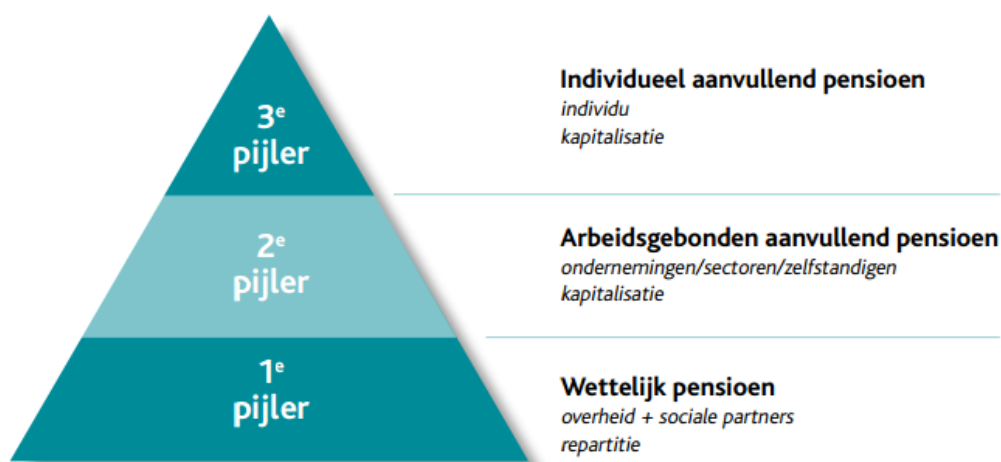 3e
pijler
Individueel aanvullend pensioen
individu
kapitalisatie
2e
pijler
Arbeidsgebonden aanvullend pensioen
ondernemingen/sectoren/zelfstandigen
kapitalisatie
1e
pijler
Wettelijk pensioen
overheid + sociale partners
repartitie